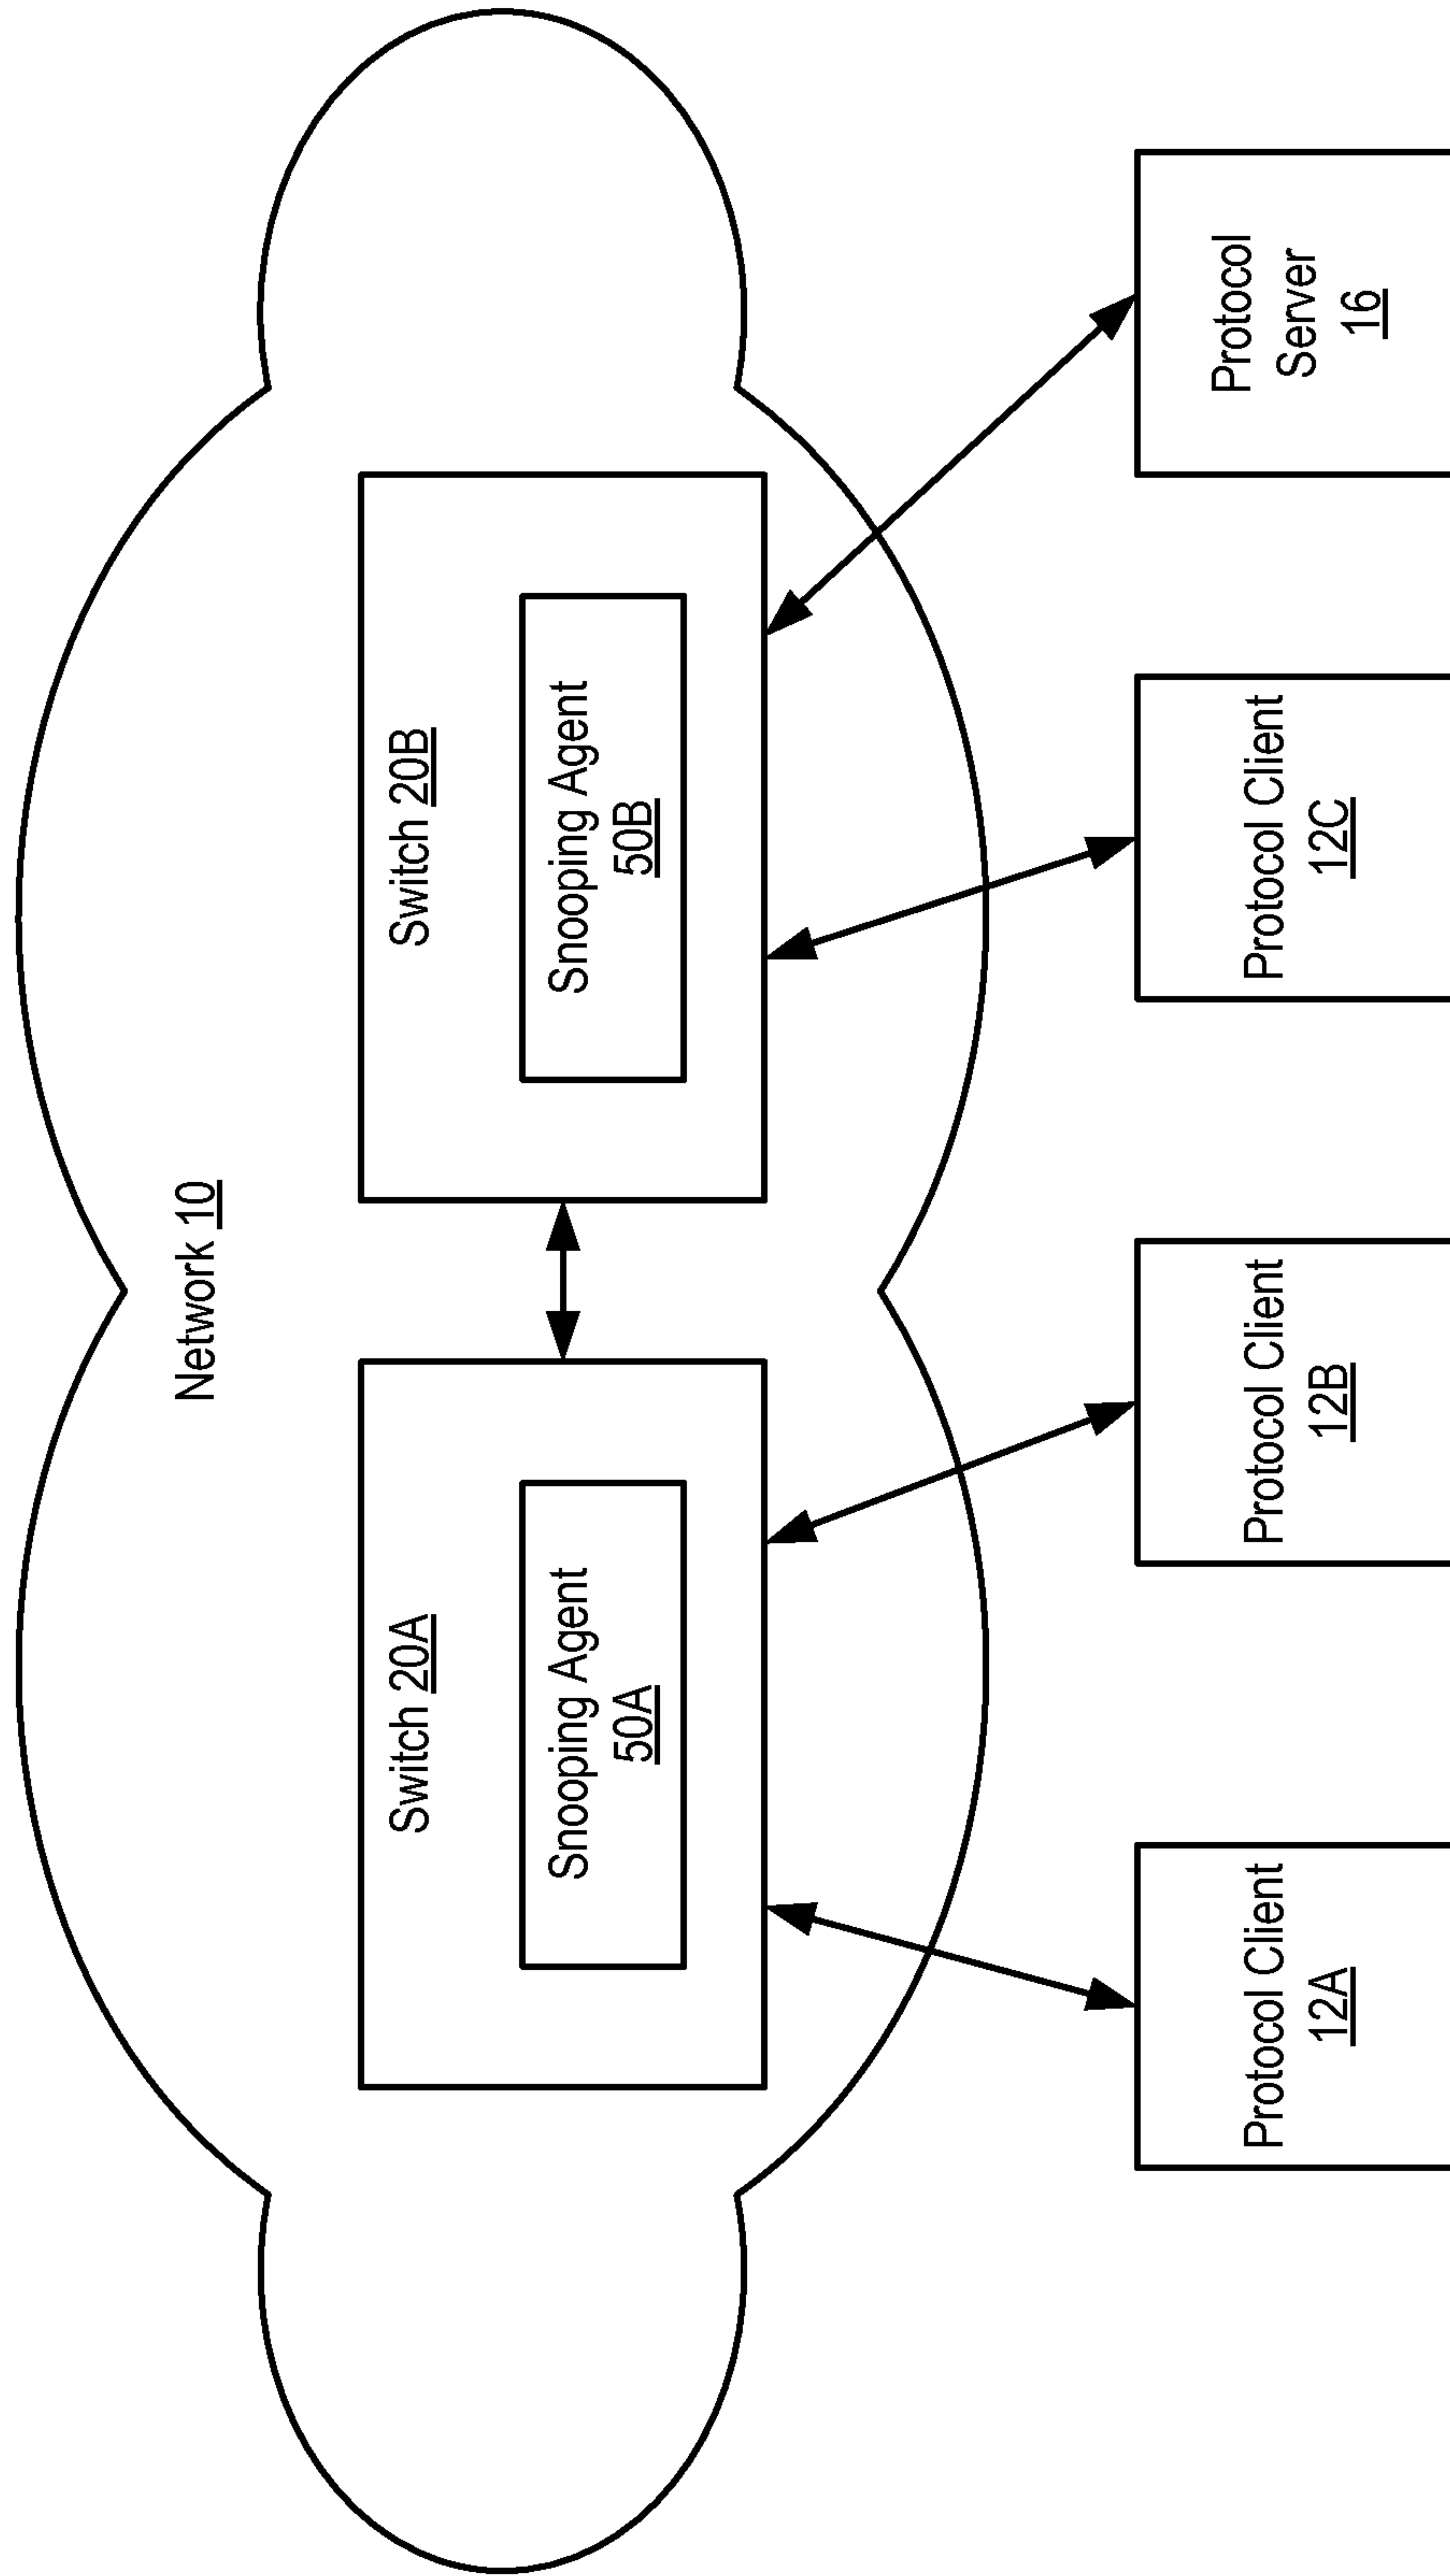 Network 10
Switch 20A
Snooping Agent
50A
Switch 20B
Snooping Agent
50B
Protocol Client
12A
Protocol Client
12B
Protocol Client
12C
Protocol
Server
16